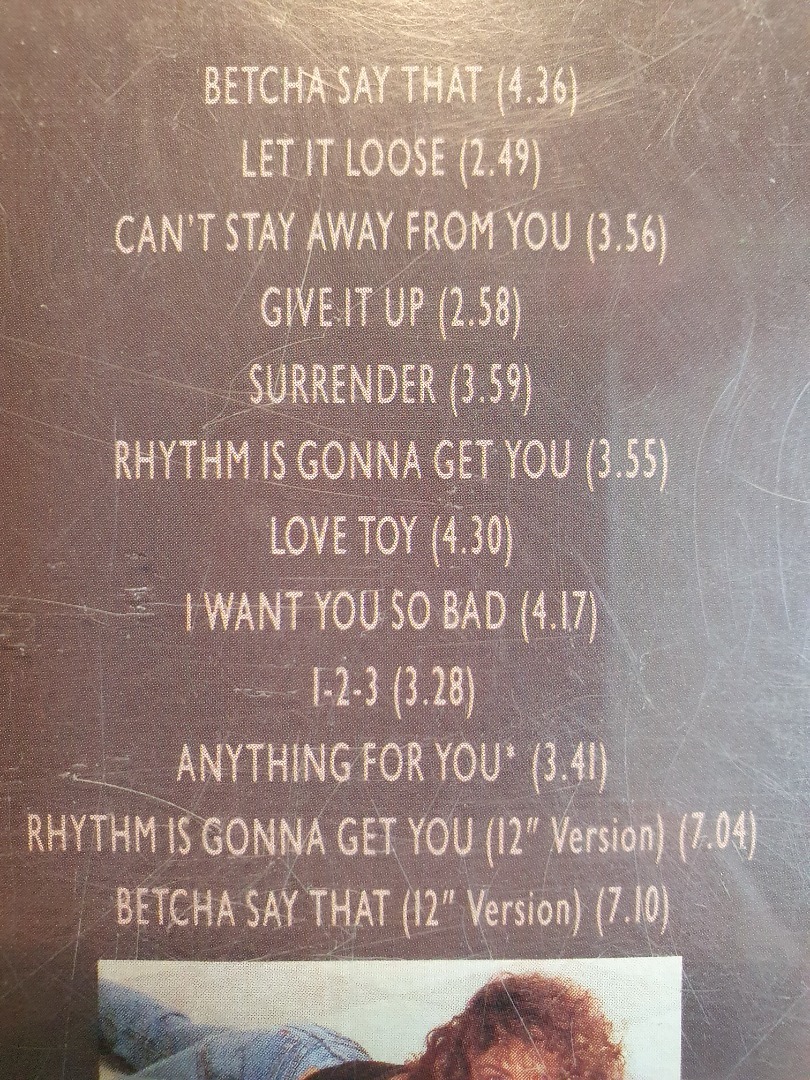 BETCHA SAY THAT (4.36)
LET IT LOOSE (2.49)
CAN'T STAY AWAY FROM YOU (3.56)
GIVE IT UP (2.58)
SURRENDER (3.59)
RHYTHM IS GONNA GET YOU (3.55)
LOVE TOY (4.30)
I WANT YOU SO BAD (4.17)
1-2-3 (3.28)
ANYTHING FOR YOU* (3.41)
RHYTHM IS GONNA GET YOU (12" Version) (7.04)
BETCHA SAY THAT (12" Version) (7.10)